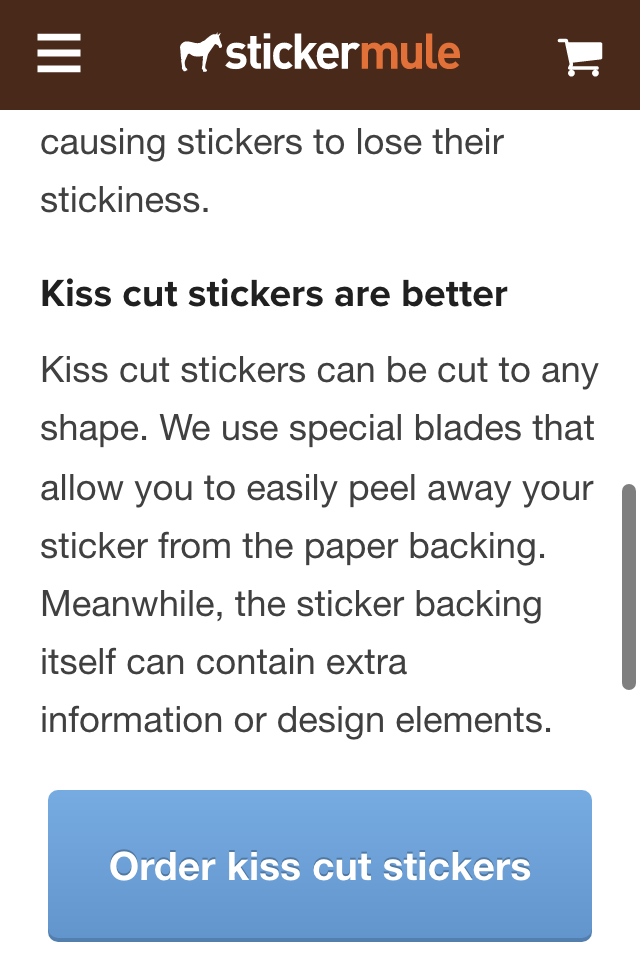 stickermule
causing stickers to lose their
stickiness.
Kiss cut stickers are better
Kiss cut stickers can be cut to any
shape. We use special blades that
allow you to easily peel away your
sticker from the paper backing.
Meanwhile, the sticker backing
itself can contain extra
information or design elements.
Order kiss cut stickers